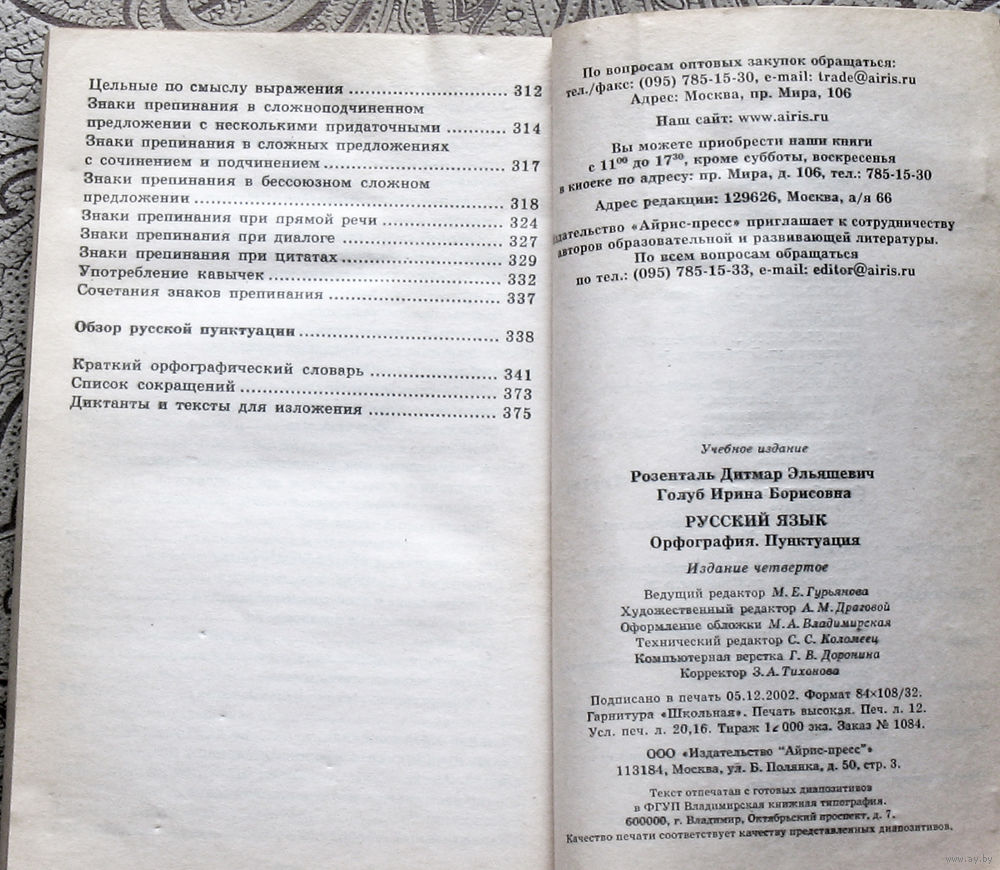 Цельные по смыслу выражения ........................ 312
Знаки препинания в сложноподчиненном
предложении с несколькими придаточными ......... 314
Знаки препинания в сложных предложениях
с сочинением и подчинением ........................... 317
Знаки препинания в бессоюзном сложном
предложении ............................................. 318
Знаки препинания при прямой речи ................. 324
Знаки препинания при диалоге ....................... 327
Знаки препинания при цитатах ....................... 329
Употребление кавычек ................................. 332
Сочетания знаков препинания ......................... 337
Обзор русской пунктуации .............................. 338
Краткий орфографический словарь .................. 341
Список сокращений ..................................... 373
Диктанты и тексты для изложения .................. 375
По вопросам оптовых закупок обращаться:
тел./факс: (095) 785-15-30, e-mail: trade@airis.ru
Адрес: Москва, пр. Мира, 106
Наш сайт: www.airis.ru
Вы можете приобрести наши книги
с 11⁰⁰ до 17³⁰, кроме субботы, воскресенья
в киоске по адресу: пр. Мира, д. 106, тел.: 785-15-30
Адрес редакции: 129626, Москва, а/я 66
дательство «Айрис-пресс» приглашает к сотрудничеству
авторов образовательной и развивающей литературы.
По всем вопросам обращаться
по тел.: (095) 785-15-33, e-mail: editor@airis.ru
Учебное издание
Розенталь Дитмар Эльяшевич
Голуб Ирина Борисовна
РУССКИЙ ЯЗЫК
Орфография. Пунктуация
Издание четвертое
Ведущий редактор М. Е. Гурьянова
Художественный редактор А. М. Драговой
Оформление обложки М. А. Владимирская
Технический редактор С. С. Коломеец
Компьютерная верстка Г. В. Доронина
Корректор З. А. Тихонова
Подписано в печать 05.12.2002. Формат 84×108/32.
Гарнитура «Школьная». Печать высокая. Печ. л. 12.
Усл. печ. л. 20,16. Тираж 000 экз. Заказ № 1084.
ООО «Издательство "Айрис-пресс"»
113184, Москва, ул. Б. Полянка, д. 50, стр. 3.
Текст отпечатан с готовых диапозитивов
в ФГУП Владимирская книжная типография.
600000, г. Владимир, Октябрьский проспект, д. 7.
Качество печати соответствует качеству представленных диапозитивов.
www.ay.by